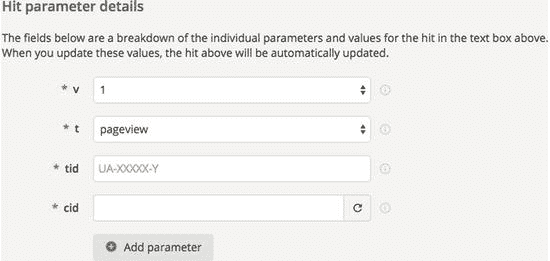 Hit parameter details
The fields below are a breakdown of the individual parameters and values for the hit in the text box above.
When you update these values, the hit above will be automatically updated.
* v 1
* t pageview
* tid UA-XXXXX-Y
* cid
Add parameter